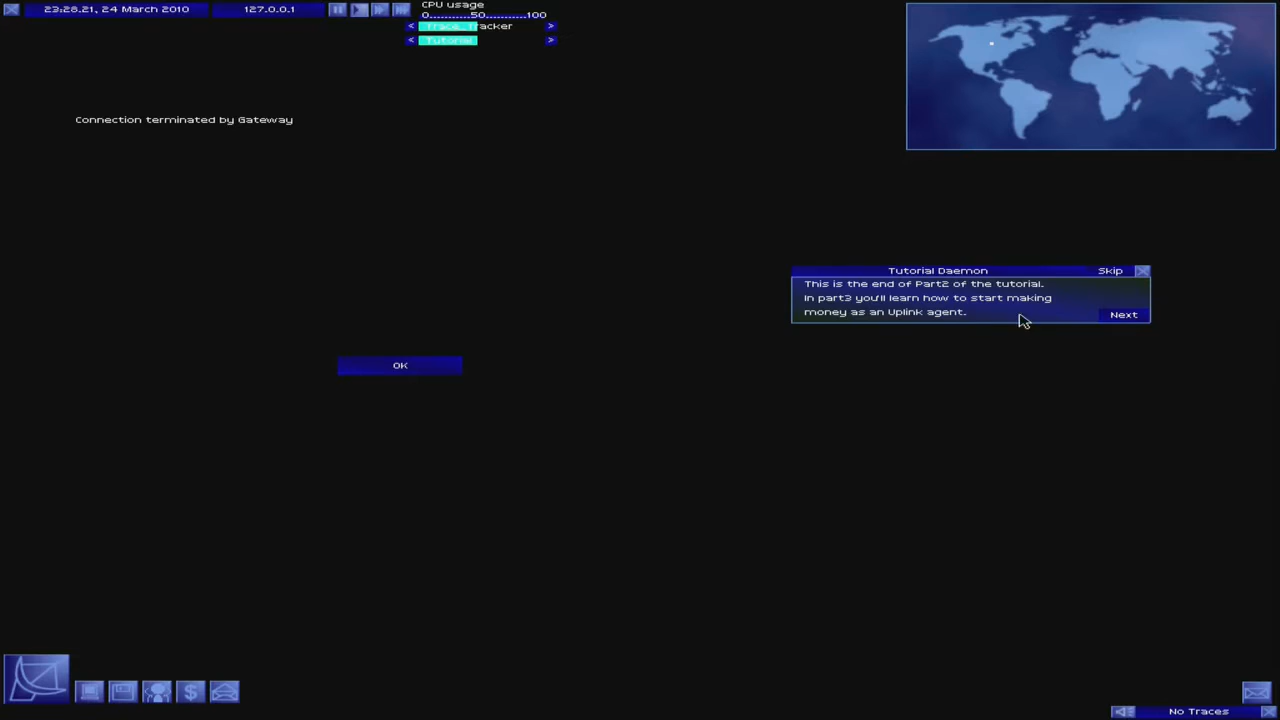 23:28.21, 24 March 2010
127.0.0.1
CPU usage
0..........50..........100
< Trace_Tracker >
< Tutorial >
Connection terminated by Gateway
Tutorial Daemon
Skip
This is the end of Part2 of the tutorial.
In part3 you'll learn how to start making
money as an Uplink agent.
Next
OK
$
No Traces